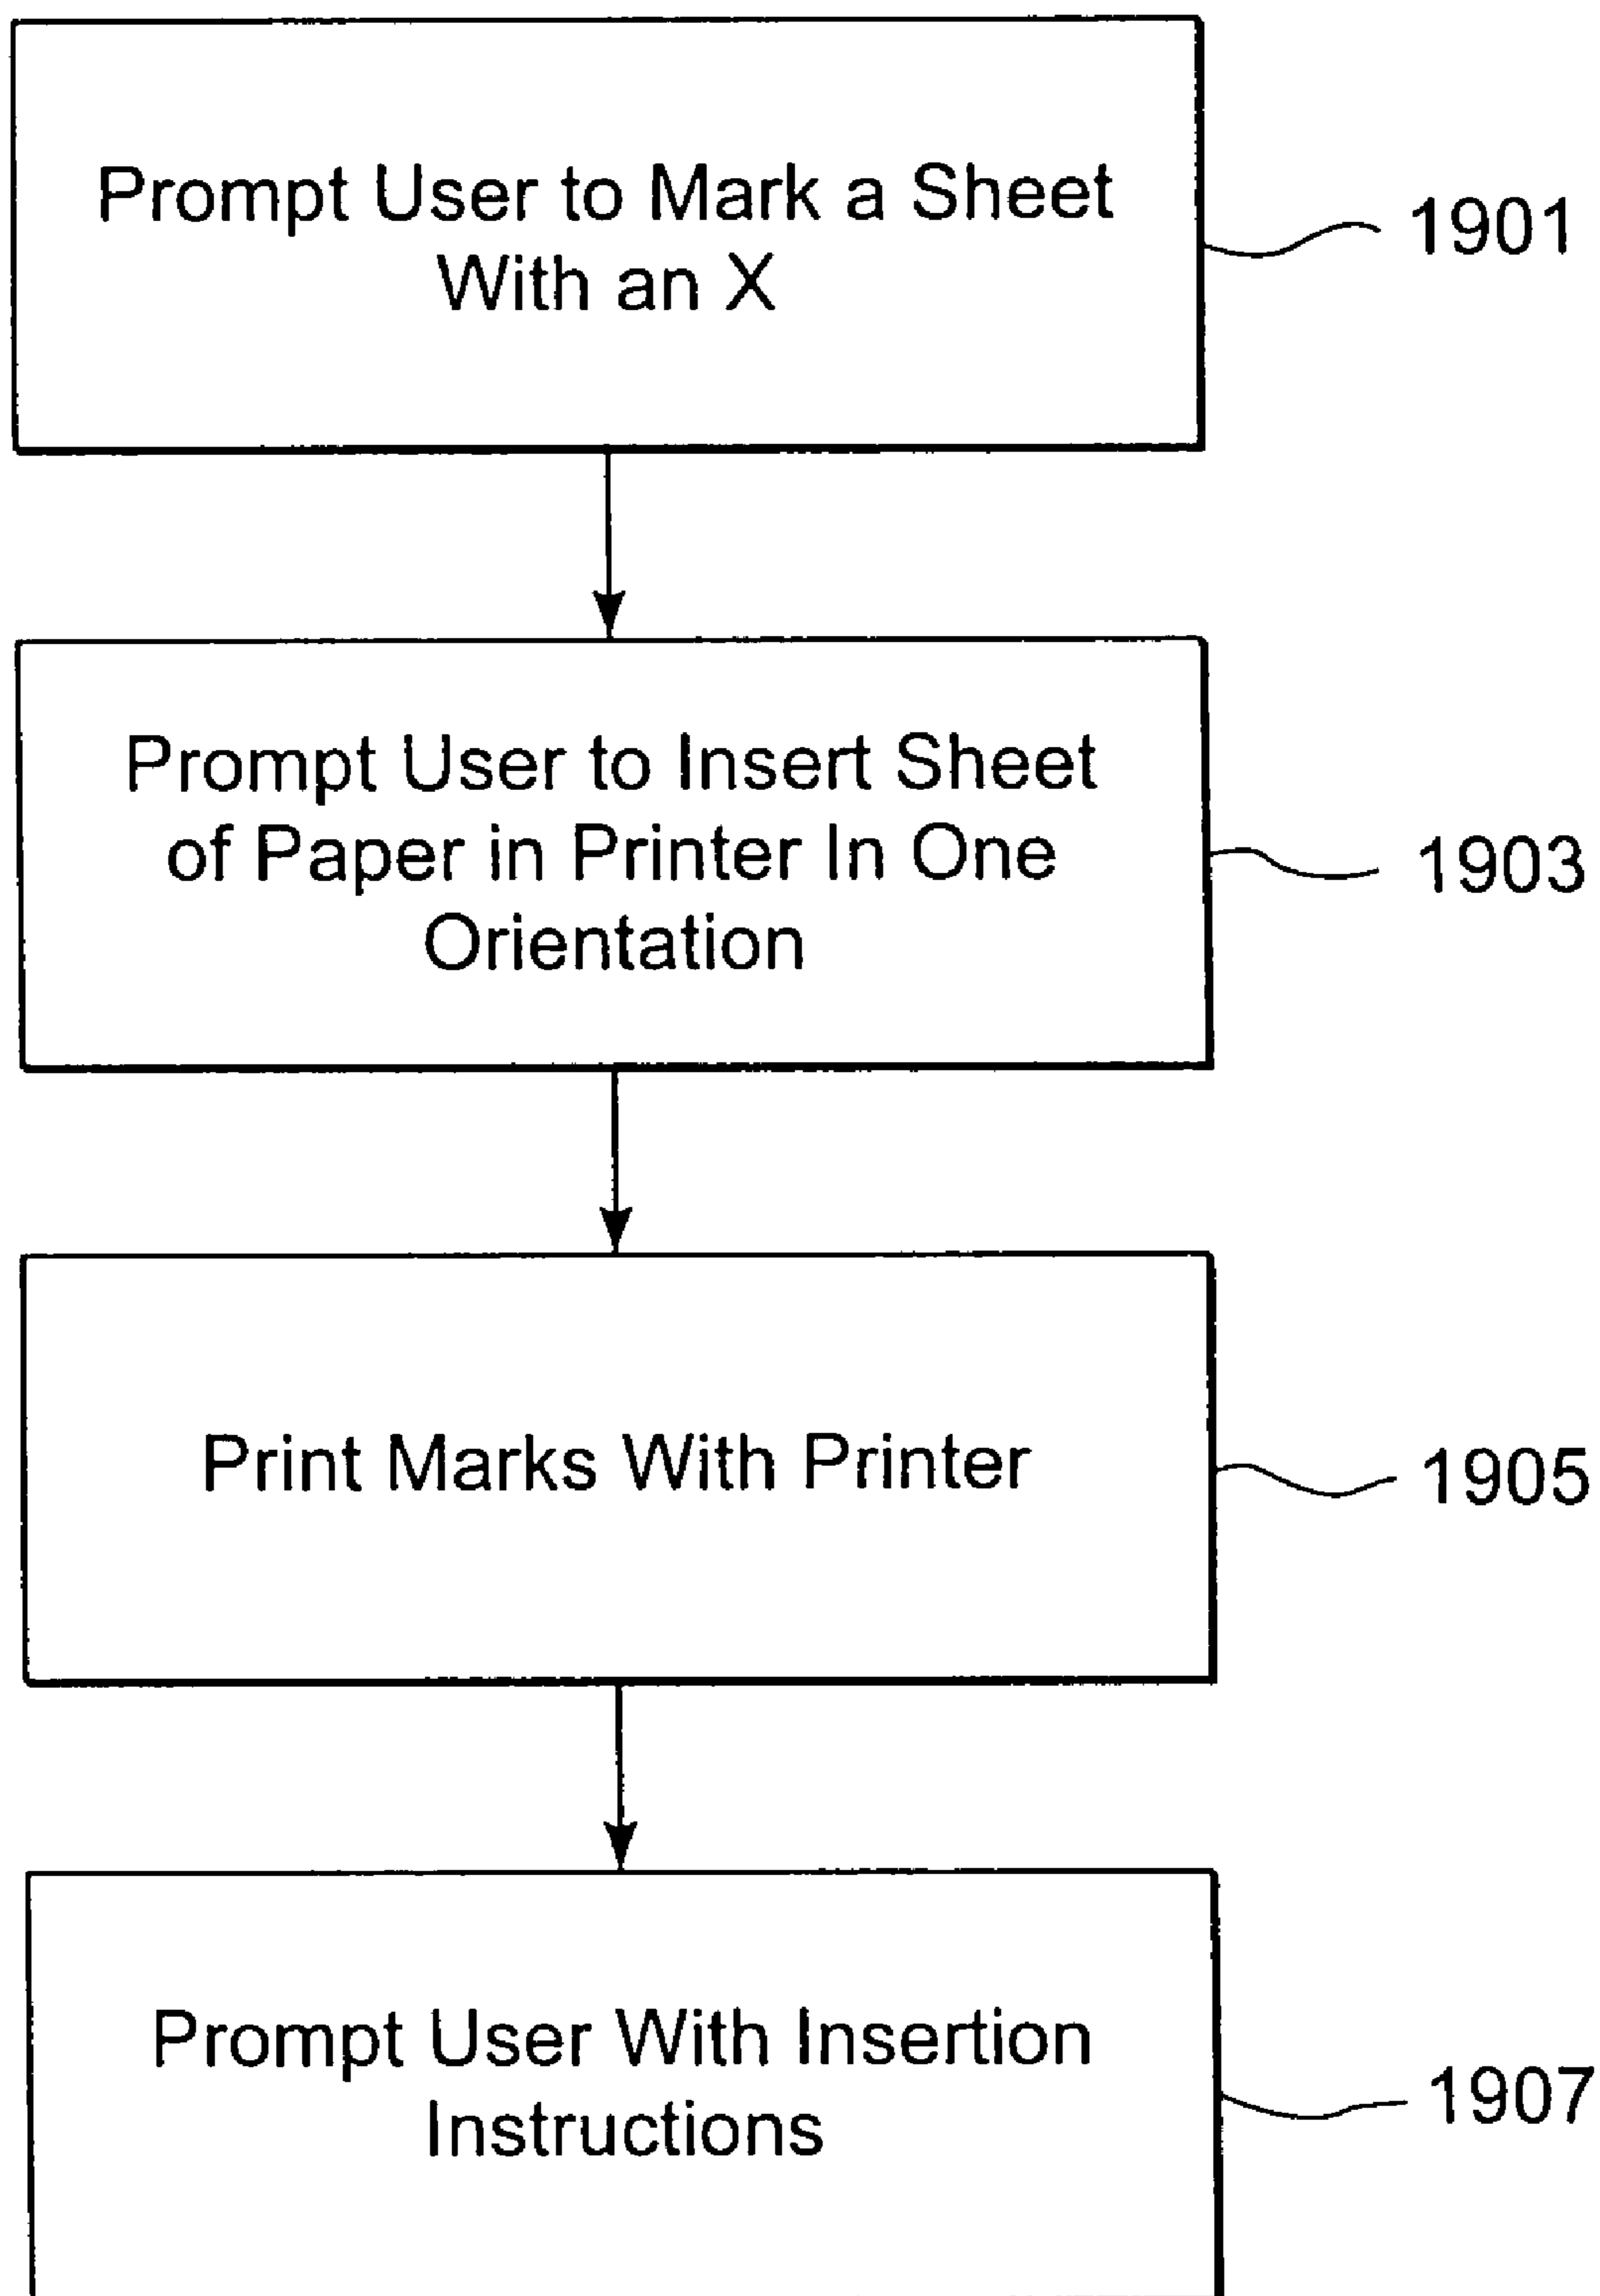 Prompt User to Mark a Sheet
With an X
1901
Prompt User to Insert Sheet
of Paper in Printer In One
Orientation
1903
Print Marks With Printer
1905
Prompt User With Insertion
Instructions
1907